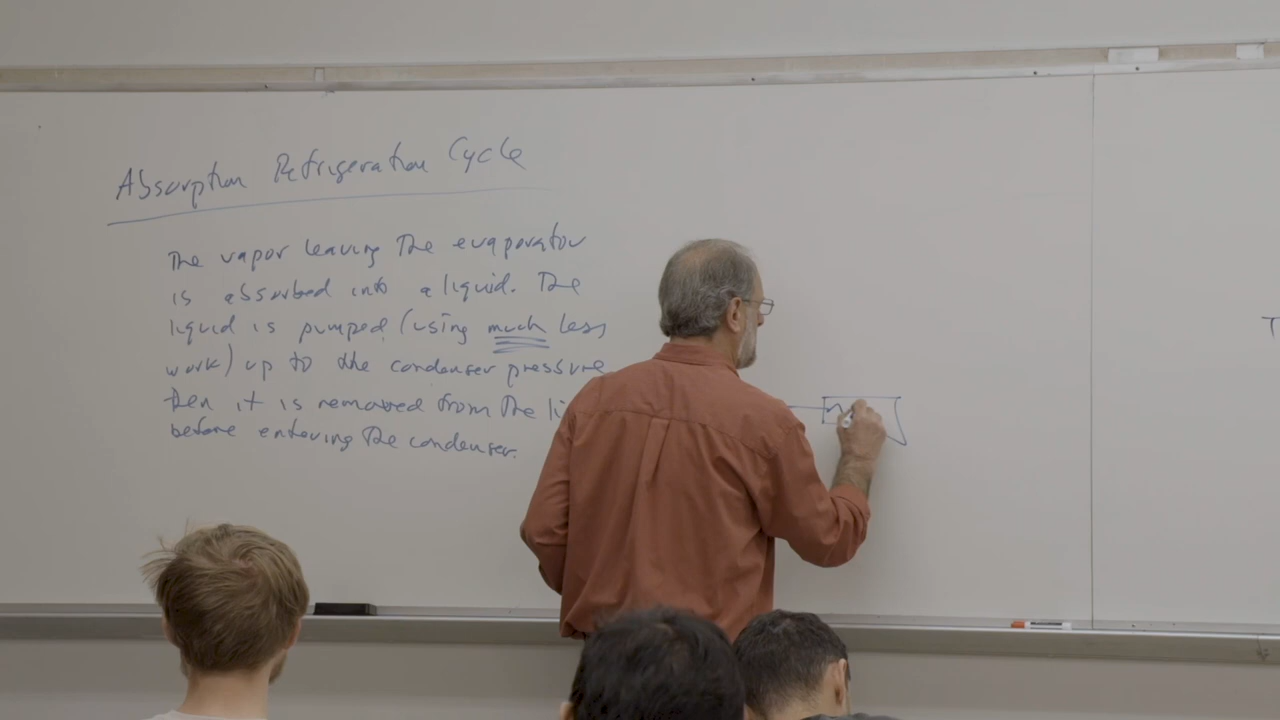 Absorption Refrigeration Cycle
The vapor leaving the evaporator
is absorbed into a liquid. The
liquid is pumped (using much less
work) up to the condenser pressure
then it is removed from the
before entering the condenser.